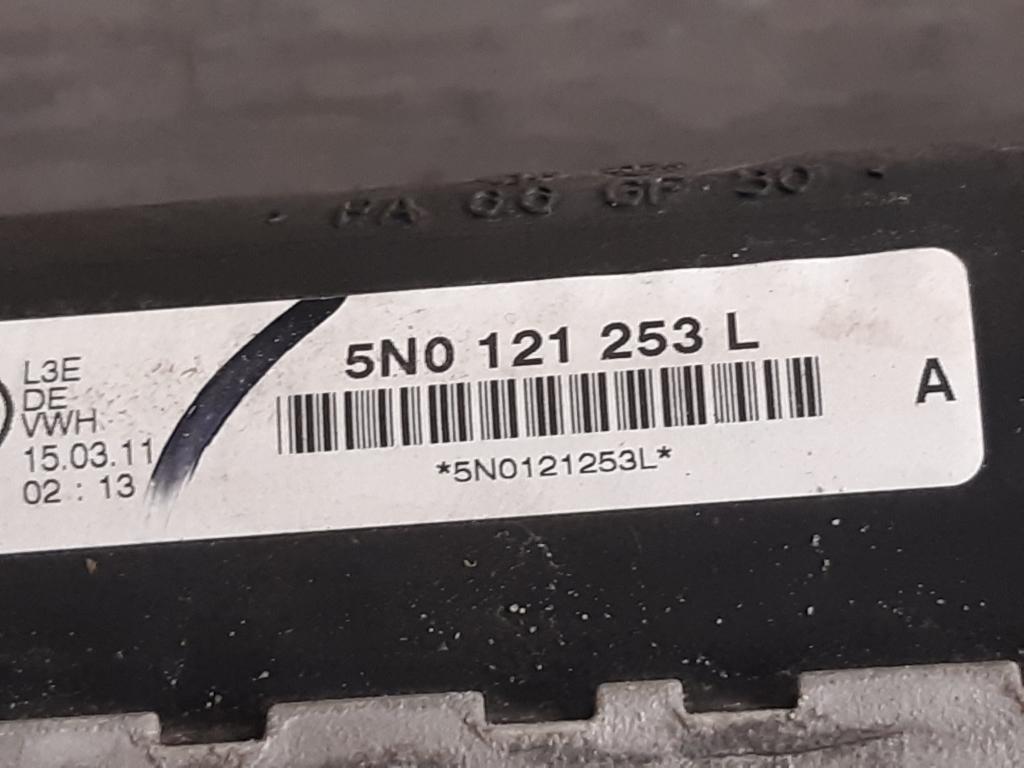 PA 66 GF 30
5N0 121 253 L
*5N0121253L*
A
L3E
DE
VWH
15.03.11
02 : 13